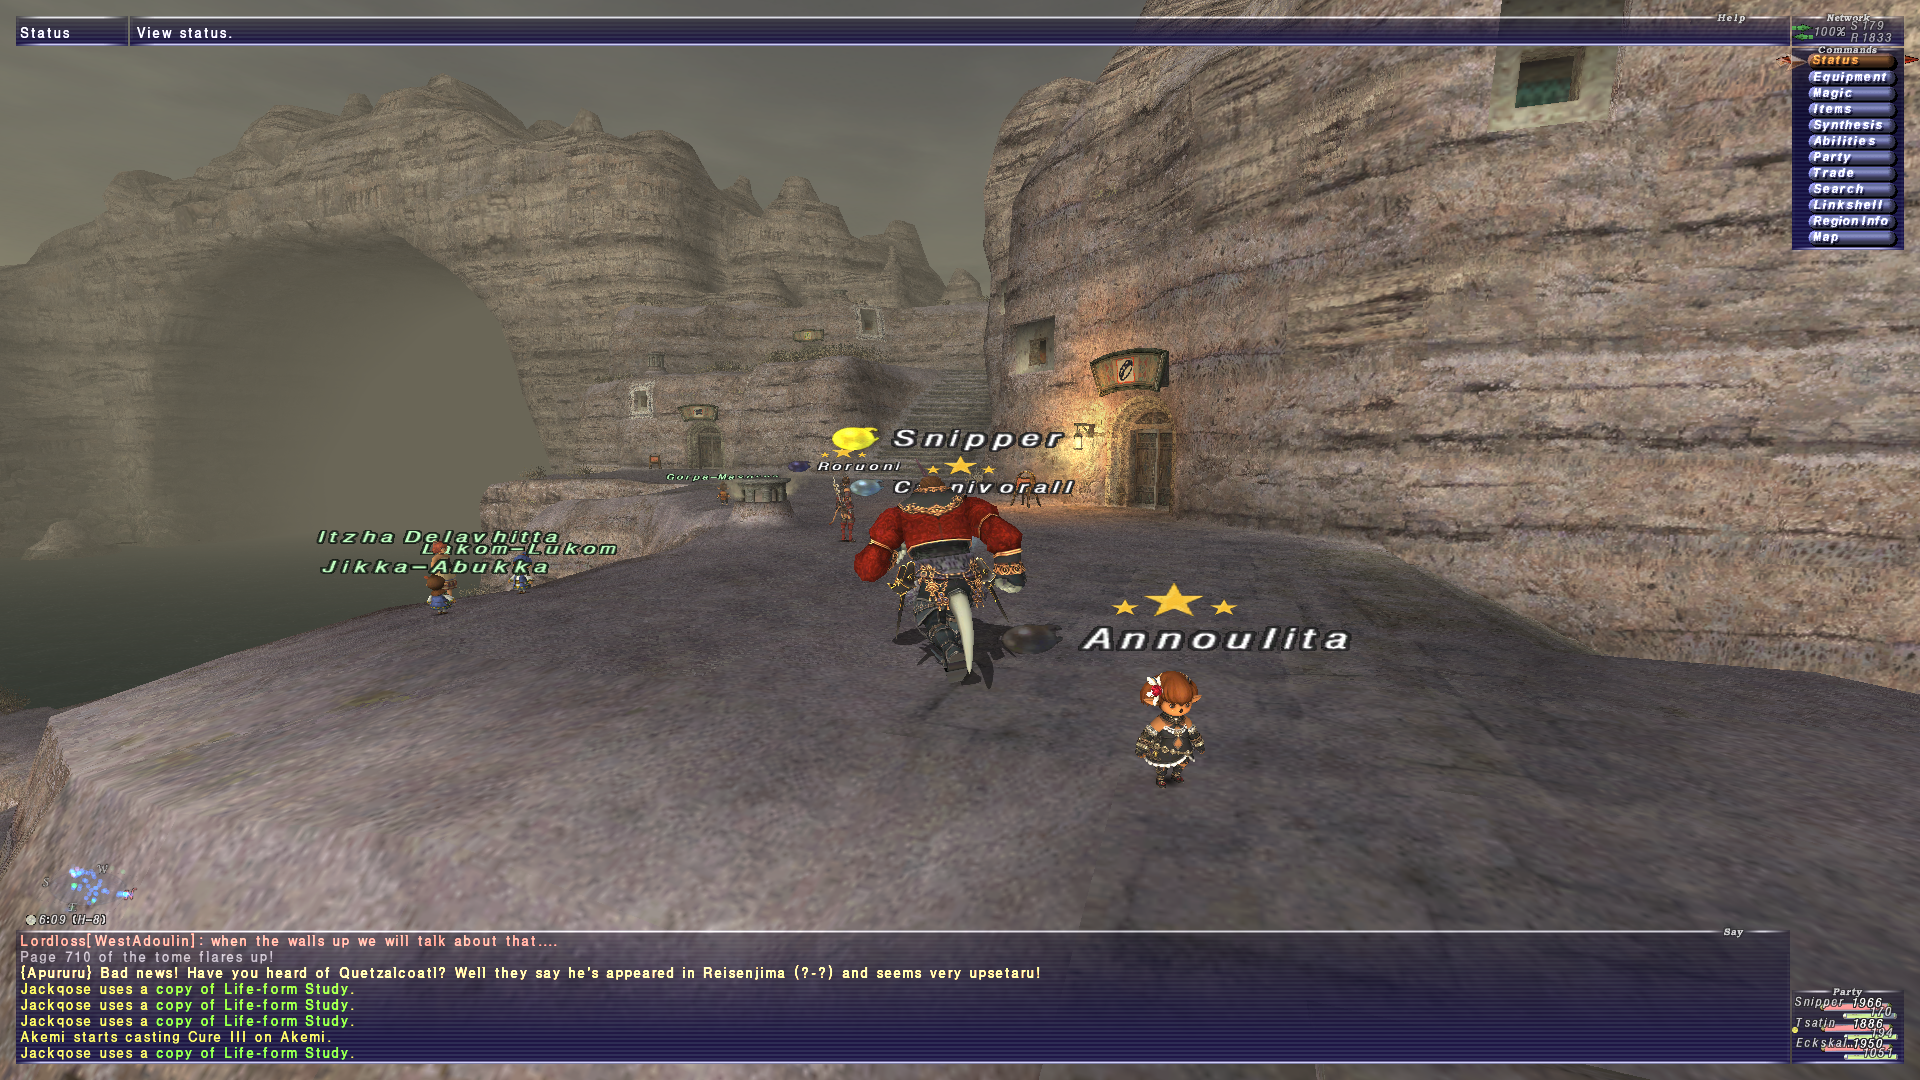 Status
View status.
Help
Network
100%
S 179
R 1833
Commands
Status
Equipment
Magic
Items
Synthesis
Abilities
Party
Trade
Search
Linkshell
Region Info
Map
Snipper
Roruoni
Itzha Delavhitta
Lakom-Lukom
Jikka-Abukka
Annoulita
S
W
N
E
6:09 (H-8)
Say
Lordloss[WestAdoulin]: when the walls up we will talk about that....
Page 710 of the tome flares up!
{Apururu} Bad news! Have you heard of Quetzalcoatl? Well they say he's appeared in Reisenjima (?-?) and seems very upsetaru!
Jackqose uses a copy of Life-form Study.
Jackqose uses a copy of Life-form Study.
Jackqose uses a copy of Life-form Study.
Akemi starts casting Cure III on Akemi.
Jackqose uses a copy of Life-form Study.
Party
Snipper 1966
170
Tsatin 1886
194
Eckskal.. 1950
1051